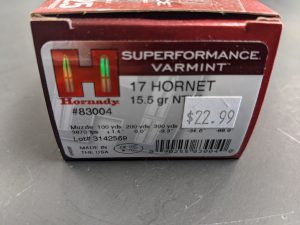 SUPERFORMANCE
VARMINT
Hornady
17 HORNET
15.5 gr NT
$22.99
#83004
Muzzle 100 yds 200 yds 300 yds
Lot# 3142569
MADE IN
THE USA